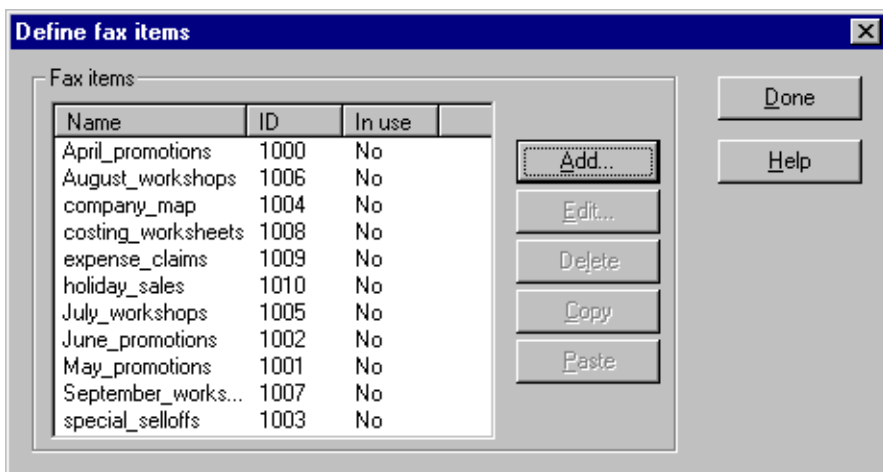 Define fax items
Fax items
Name ID In use
April_promotions 1000 No
August_workshops 1006 No
company_map 1004 No
costing_worksheets 1008 No
expense_claims 1009 No
holiday_sales 1010 No
July_workshops 1005 No
June_promotions 1002 No
May_promotions 1001 No
September_works... 1007 No
special_selloffs 1003 No
Add...
Edit...
Delete
Copy
Paste
Done
Help